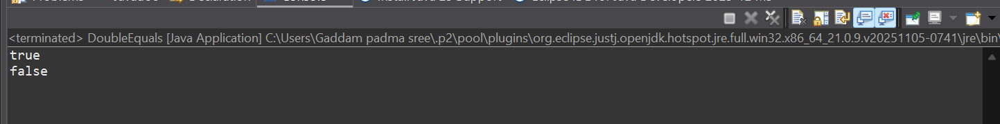 <terminated> DoubleEquals [Java Application] C:\Users\Gaddam padma sree\.p2\pool\plugins\org.eclipse.justj.openjdk.hotspot.jre.full.win32.x86_64_21.0.9.v20251105-0741\jre\bin\
true
false